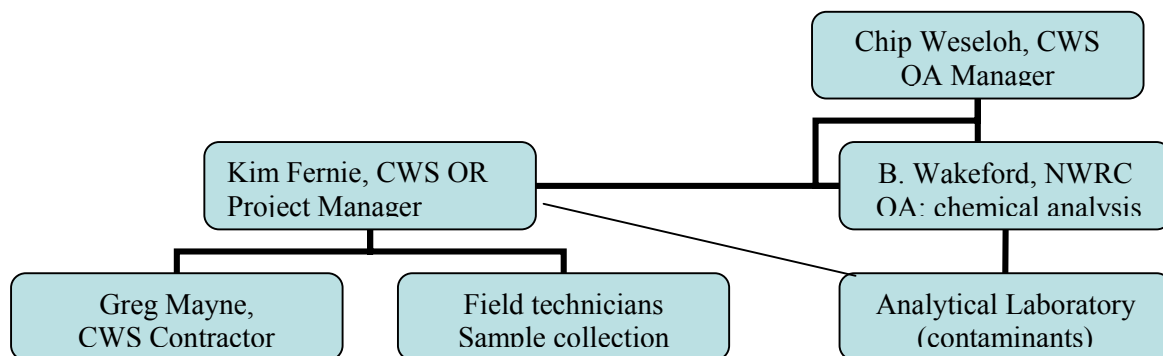 Chip Weseloh, CWS
QA Manager
Kim Fernie, CWS OR
Project Manager
B. Wakeford, NWRC
QA: chemical analysis
Greg Mayne,
CWS Contractor
Field technicians
Sample collection
Analytical Laboratory
(contaminants)